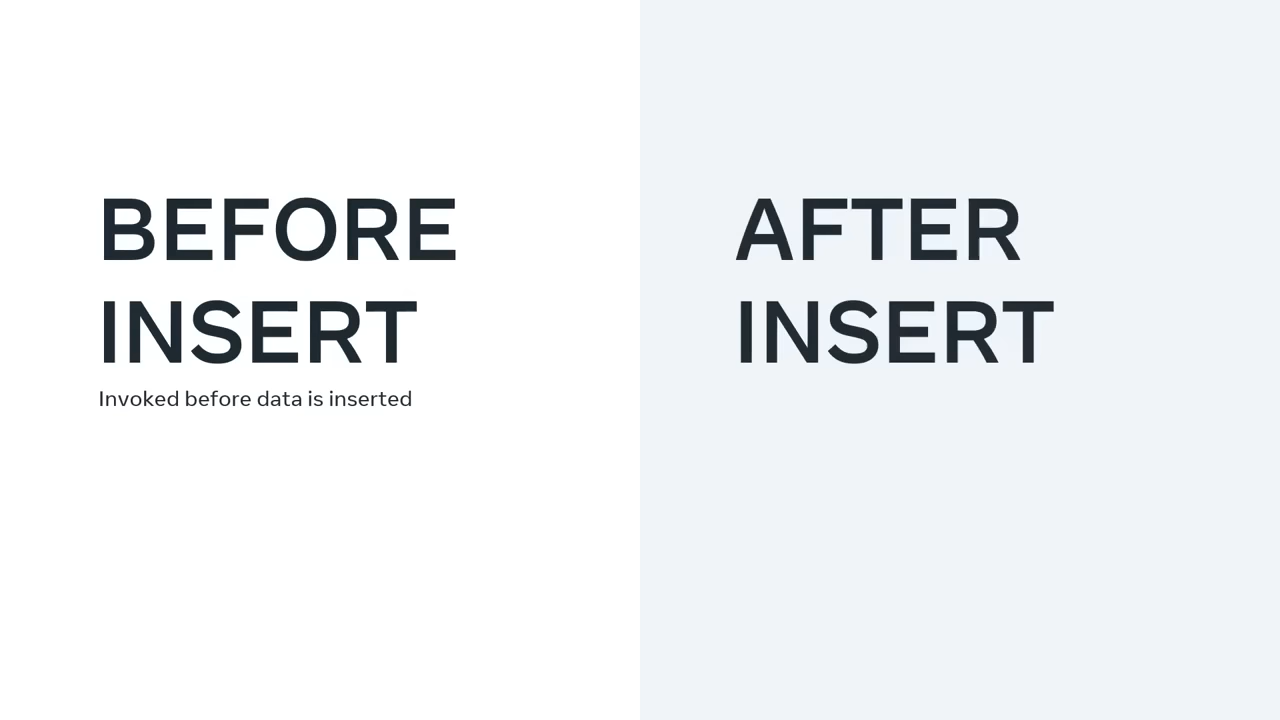 BEFORE
INSERT
Invoked before data is inserted
AFTER
INSERT